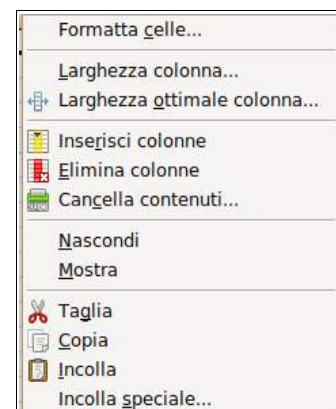 Formatta celle...
Larghezza colonna...
Larghezza ottimale colonna...
Inserisci colonne
Elimina colonne
Cancella contenuti...
Nascondi
Mostra
Taglia
Copia
Incolla
Incolla speciale...